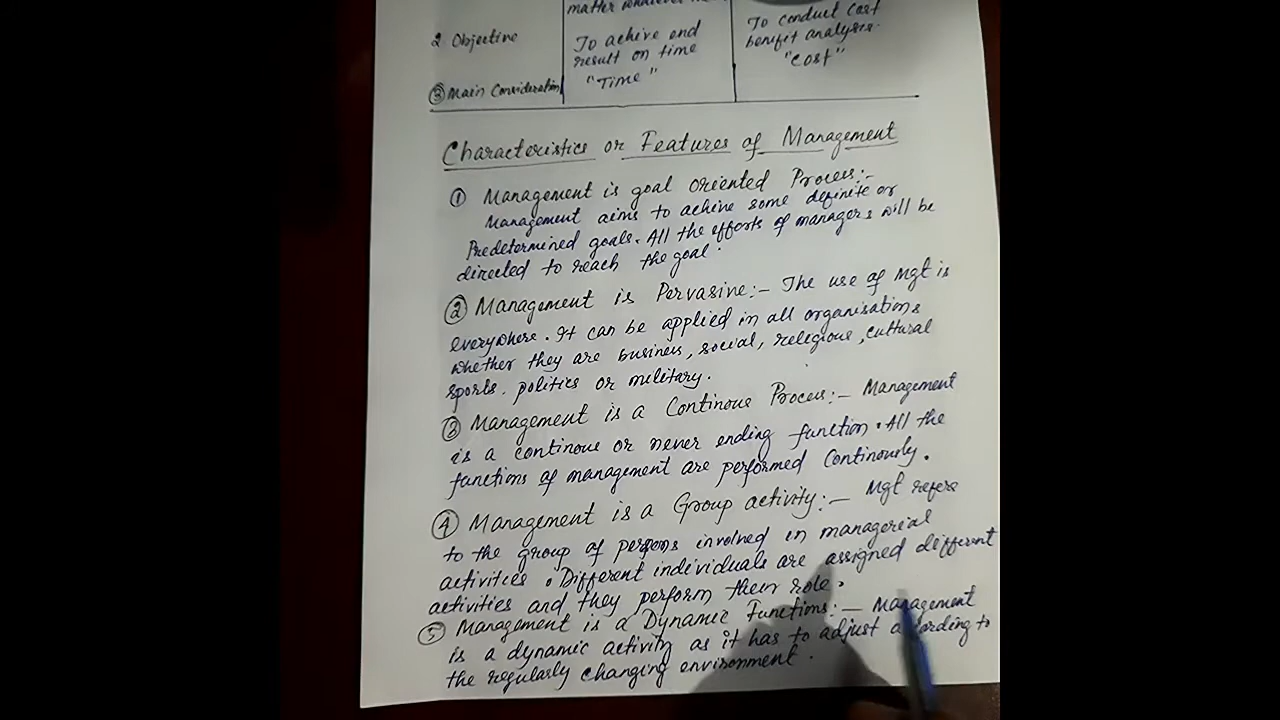 matter whatever
2 Objective
To achive end
result on time
"Time"
To conduct cost
benifit analysis.
"Cost"
③ Main Consideration
Characteristics or Features of Management
① Management is goal oriented Process:-
Management aims to achieve some definite or
Predetermined goals. All the efforts of managers will be
directed to reach the goal.
② Management is Pervasive:- The use of Mgt is
everywhere. It can be applied in all organisations
whether they are business, social, religious, cultural
sports, politics or military.
③ Management is a Continous Process:- Management
is a continous or never ending function. All the
functions of management are performed Continously.
④ Management is a Group activity:- Mgt refers
to the group of persons involved in managerial
activities. Different individuals are assigned different
activities and they perform their role.
⑤ Management is a Dynamic Functions:- Management
is a dynamic activity as it has to adjust according to
the regularly changing environment.